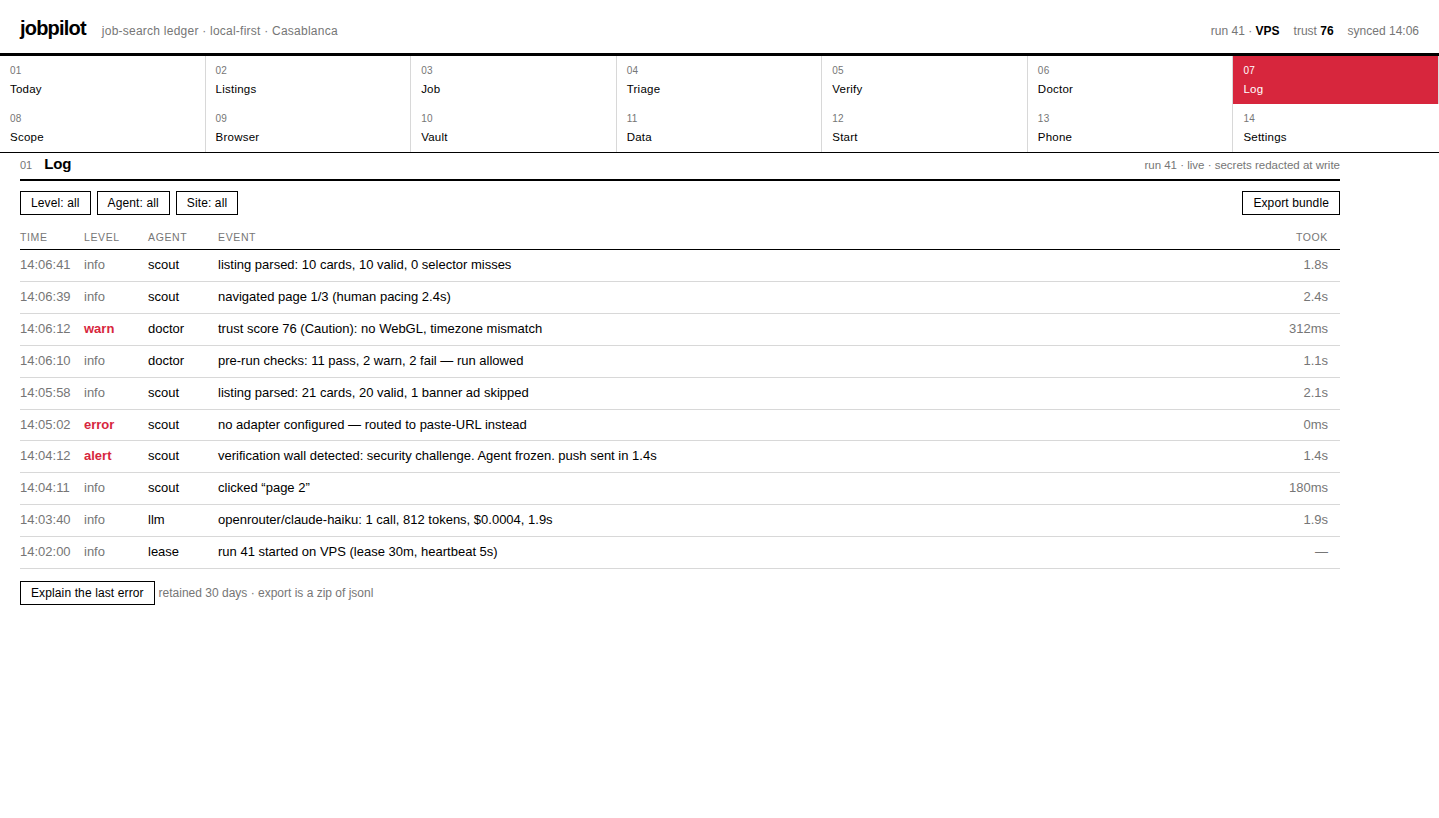 jobpilot job-search ledger · local-first · Casablanca run 41 · VPS trust 76 synced 14:06
01 02 03 04 05 06 07
Today Listings Job Triage Verify Doctor Log
08 09 10 11 12 13 14
Scope Browser Vault Data Start Phone Settings
01 Log run 41 · live · secrets redacted at write
Level: all Agent: all Site: all Export bundle
TIME LEVEL AGENT EVENT TOOK
14:06:41 info scout listing parsed: 10 cards, 10 valid, 0 selector misses 1.8s
14:06:39 info scout navigated page 1/3 (human pacing 2.4s) 2.4s
14:06:12 warn doctor trust score 76 (Caution): no WebGL, timezone mismatch 312ms
14:06:10 info doctor pre-run checks: 11 pass, 2 warn, 2 fail — run allowed 1.1s
14:05:58 info scout listing parsed: 21 cards, 20 valid, 1 banner ad skipped 2.1s
14:05:02 error scout no adapter configured — routed to paste-URL instead 0ms
14:04:12 alert scout verification wall detected: security challenge. Agent frozen. push sent in 1.4s 1.4s
14:04:11 info scout clicked “page 2” 180ms
14:03:40 info llm openrouter/claude-haiku: 1 call, 812 tokens, $0.0004, 1.9s 1.9s
14:02:00 info lease run 41 started on VPS (lease 30m, heartbeat 5s) —
Explain the last error retained 30 days · export is a zip of jsonl